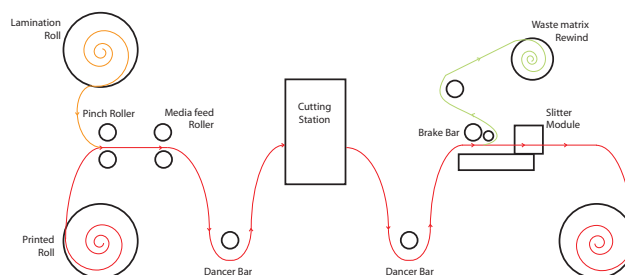 Lamination
Roll
Waste matrix
Rewind
Pinch Roller
Media feed
Roller
Cutting
Station
Brake Bar
Slitter
Module
Printed
Roll
Dancer Bar
Dancer Bar